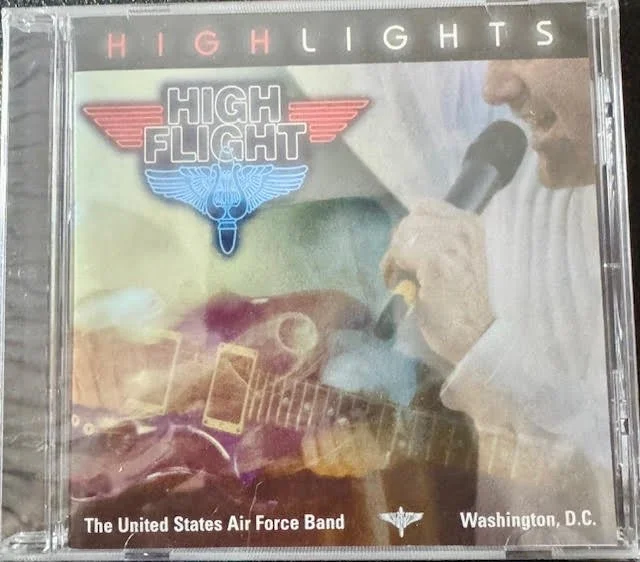 HIGHLIGHTS
HIGH
FLIGHT
The United States Air Force Band
Washington, D.C.